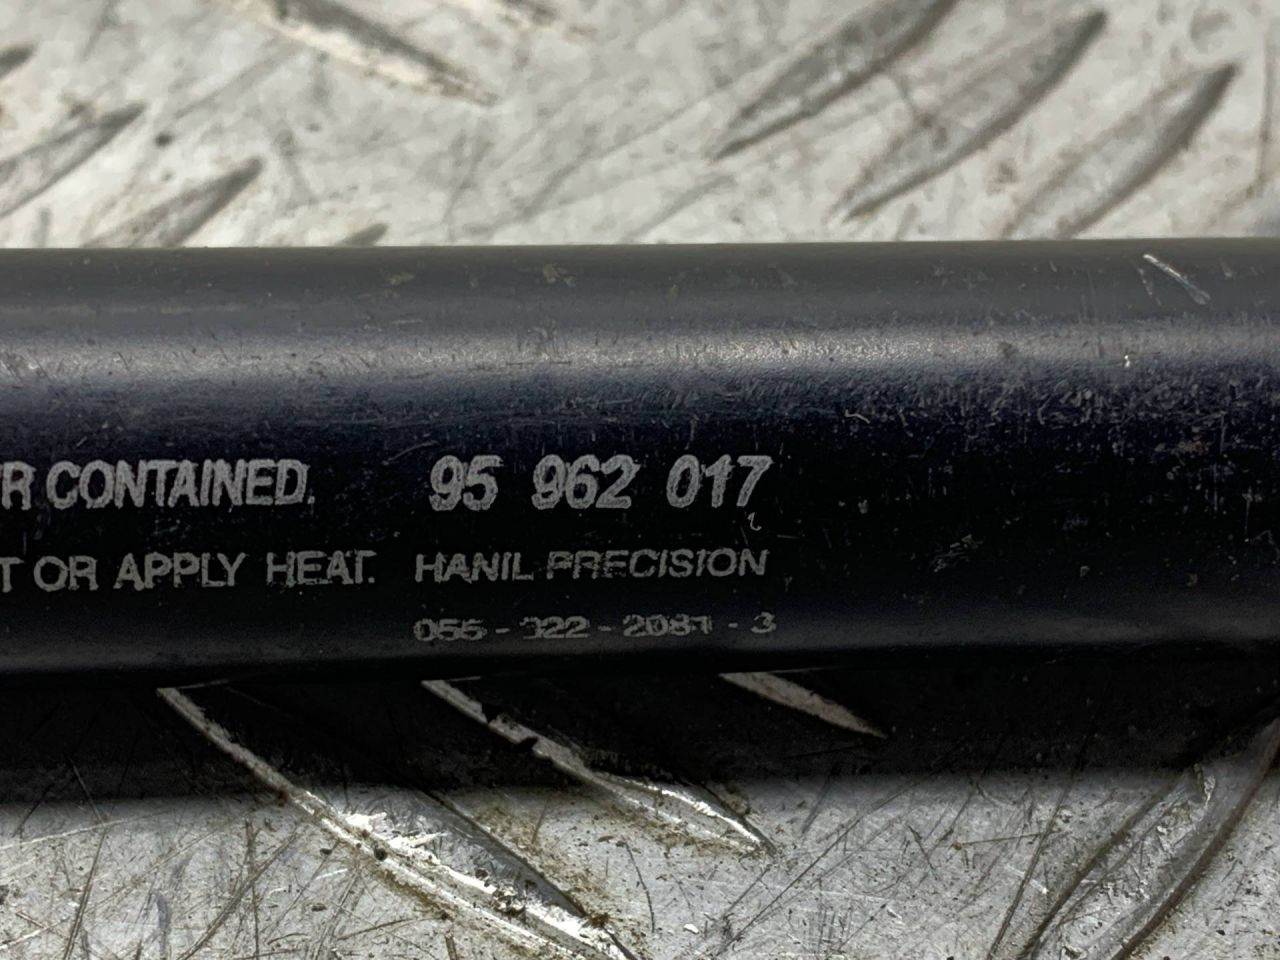 R CONTAINED. 95 962 017
T OR APPLY HEAT. HANIL PRECISION
055 - 322 - 2081 - 3